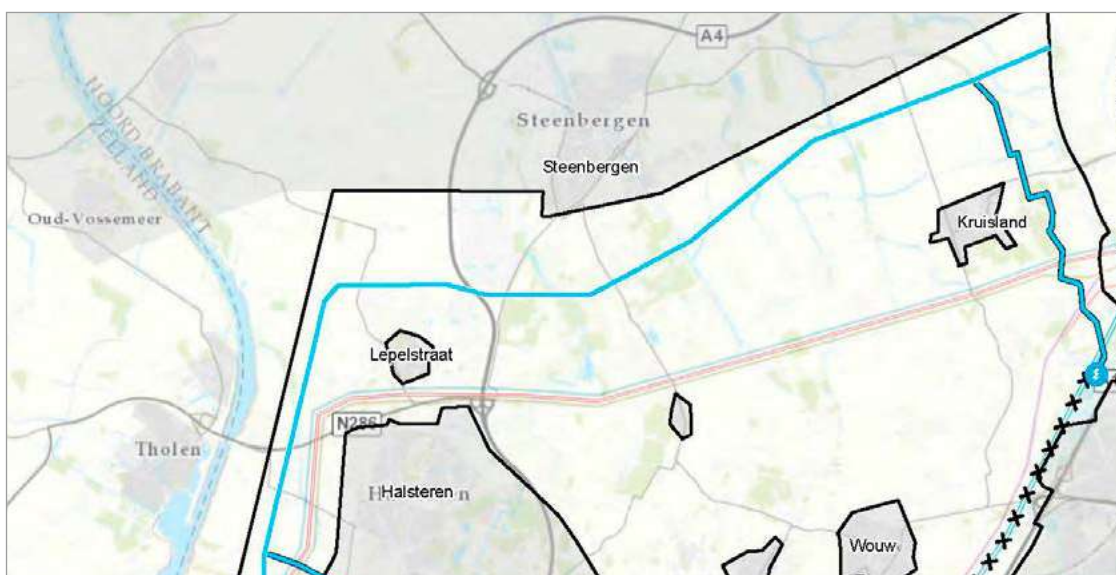 A4
NOORD-BRABANT
ZEELAND
Steenbergen
Steenbergen
Oud-Vossemeer
Kruisland
Lepelstraat
N286
Tholen
Halsteren
Wouw